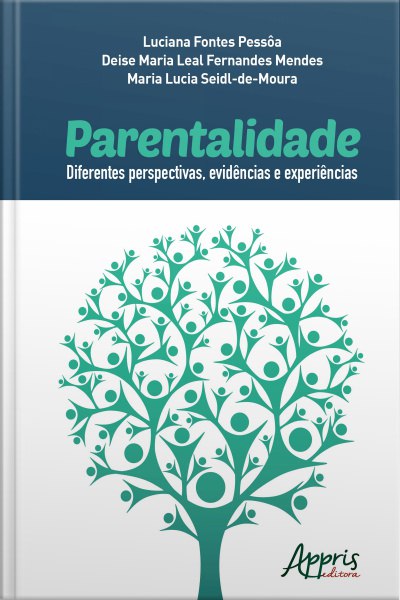 Luciana Fontes Pessôa
Deise Maria Leal Fernandes Mendes
Maria Lucia Seidl-de-Moura
Parentalidade
Diferentes perspectivas, evidências e experiências
Appris
editora